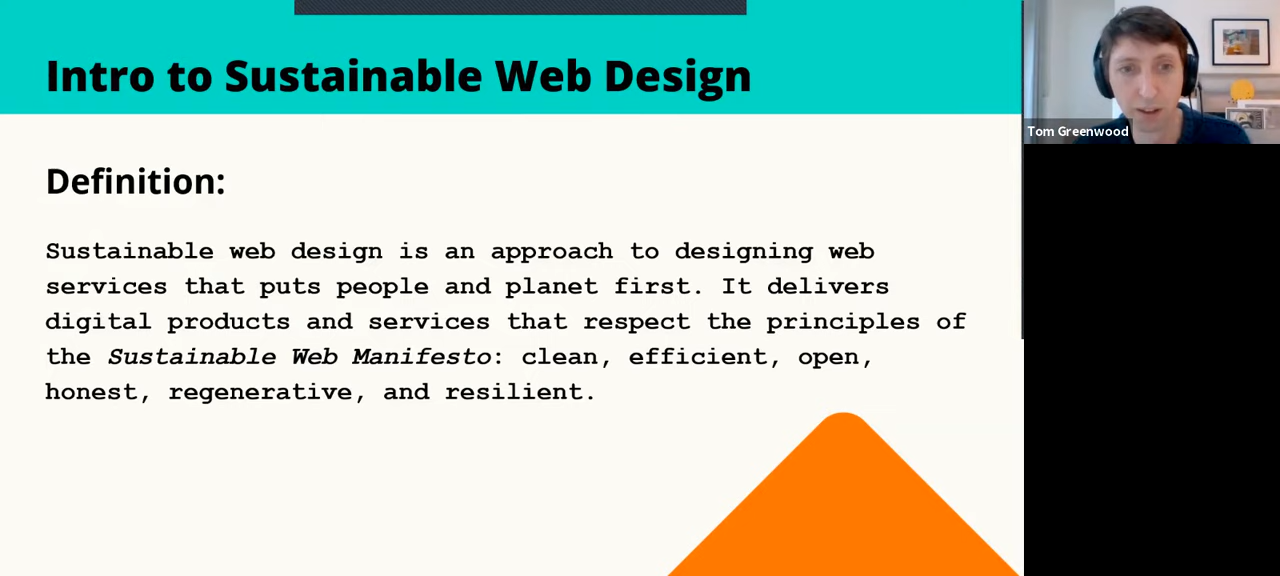 Intro to Sustainable Web Design
Tom Greenwood
Definition:
Sustainable web design is an approach to designing web
services that puts people and planet first. It delivers
digital products and services that respect the principles of
the Sustainable Web Manifesto: clean, efficient, open,
honest, regenerative, and resilient.